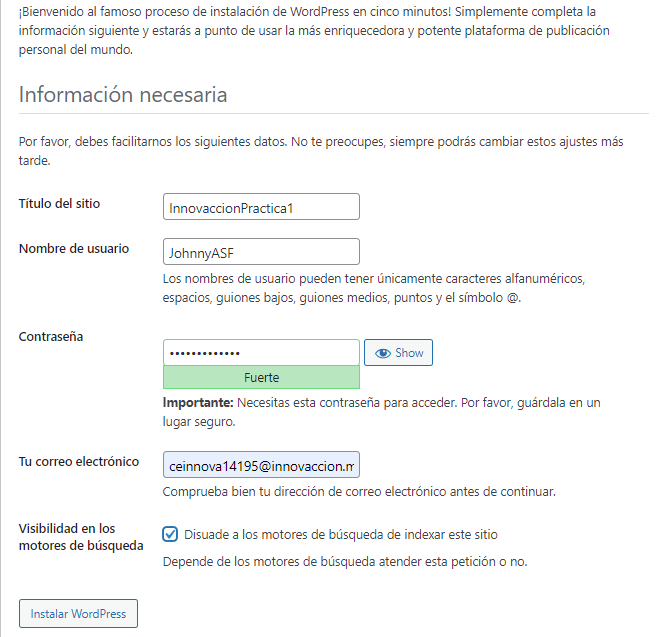 ¡Bienvenido al famoso proceso de instalación de WordPress en cinco minutos! Simplemente completa la
información siguiente y estarás a punto de usar la más enriquecedora y potente plataforma de publicación
personal del mundo.
Información necesaria
Por favor, debes facilitarnos los siguientes datos. No te preocupes, siempre podrás cambiar estos ajustes más
tarde.
Título del sitio
InnovaccionPractica1
Nombre de usuario
JohnnyASF
Los nombres de usuario pueden tener únicamente caracteres alfanuméricos,
espacios, guiones bajos, guiones medios, puntos y el símbolo @.
Contraseña
•••••••••••••
Show
Fuerte
Importante: Necesitas esta contraseña para acceder. Por favor, guárdala en un
lugar seguro.
Tu correo electrónico
ceinnova14195@innovaccion.m
Comprueba bien tu dirección de correo electrónico antes de continuar.
Visibilidad en los
motores de búsqueda
Disuade a los motores de búsqueda de indexar este sitio
Depende de los motores de búsqueda atender esta petición o no.
Instalar WordPress